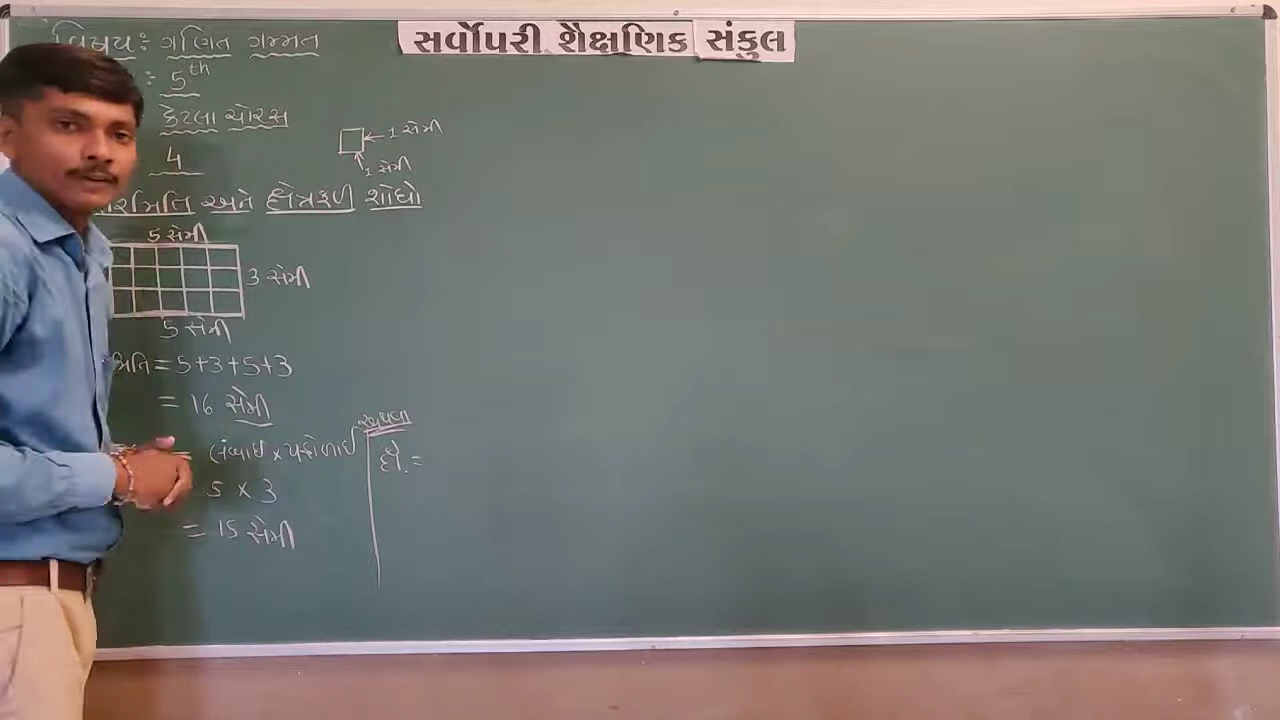 સર્વોપરી શૈક્ષણિક સંકુલ
વિષય : ગણિત ગમ્મત
: 5th
કેટલા ચોરસ
4
1 સેમી
1 સેમી
અને ક્ષેત્રફળ શોધો
5 સેમી
3 સેમી
5 સેમી
= 5+3+5+3
= 16 સેમી
= લંબાઈ × પહોળાઈ
5 × 3
= 15 સેમી
અથવા
ક્ષે. =